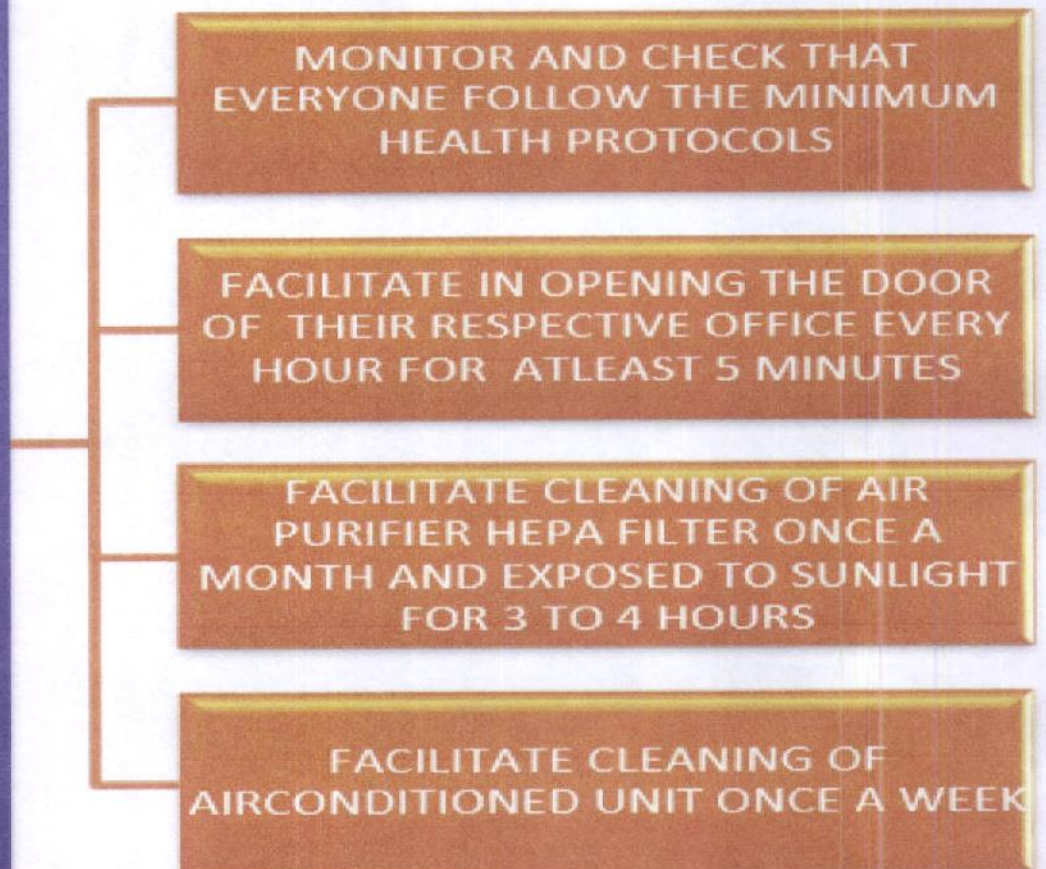 MONITOR AND CHECK THAT
EVERYONE FOLLOW THE MINIMUM
HEALTH PROTOCOLS
FACILITATE IN OPENING THE DOOR
OF THEIR RESPECTIVE OFFICE EVERY
HOUR FOR ATLEAST 5 MINUTES
FACILITATE CLEANING OF AIR
PURIFIER HEPA FILTER ONCE A
MONTH AND EXPOSED TO SUNLIGHT
FOR 3 TO 4 HOURS
FACILITATE CLEANING OF
AIRCONDITIONED UNIT ONCE A WEEK